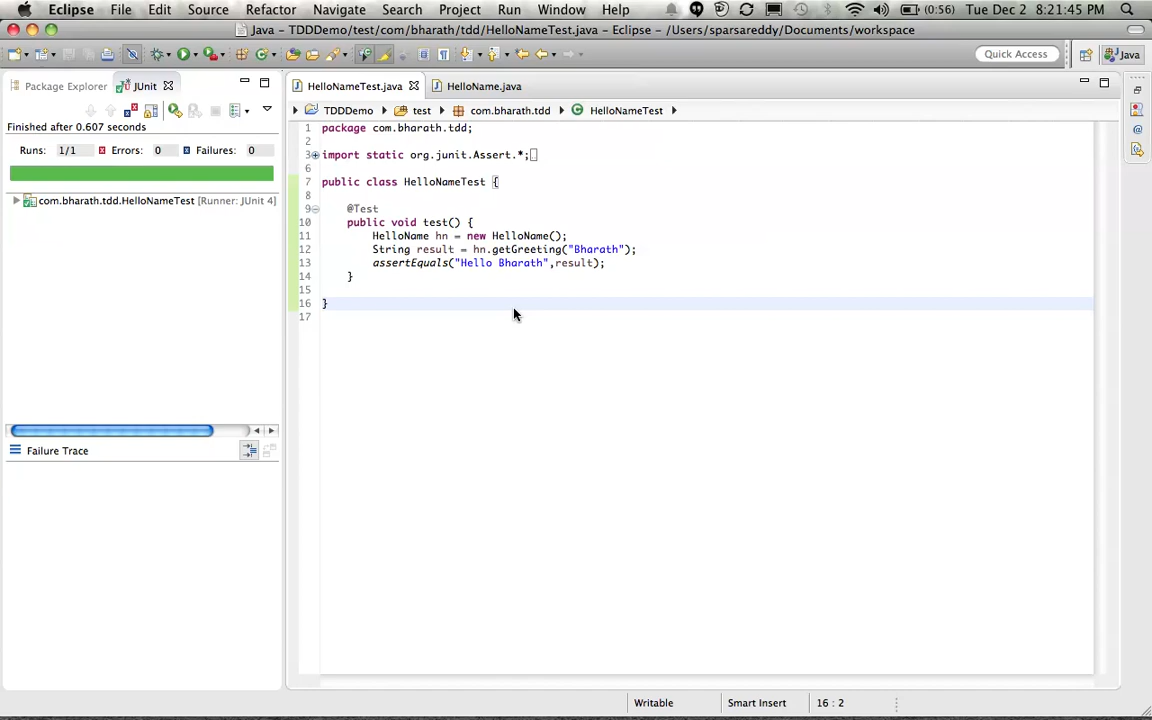 Eclipse File Edit Source Refactor Navigate Search Project Run Window Help (0:56) Tue Dec 2 8:21:45 PM
Java – TDDDemo/test/com/bharath/tdd/HelloNameTest.java – Eclipse – /Users/sparsareddy/Documents/workspace
Quick Access Java
Package Explorer JUnit HelloNameTest.java HelloName.java
TDDDemo test com.bharath.tdd HelloNameTest
Finished after 0.607 seconds
Runs: 1/1 Errors: 0 Failures: 0
com.bharath.tdd.HelloNameTest [Runner: JUnit 4]
Failure Trace
1 package com.bharath.tdd;
2
3 import static org.junit.Assert.*;
6
7 public class HelloNameTest {
8
9 @Test
10 public void test() {
11 HelloName hn = new HelloName();
12 String result = hn.getGreeting("Bharath");
13 assertEquals("Hello Bharath",result);
14 }
15
16 }
17
Writable Smart Insert 16 : 2